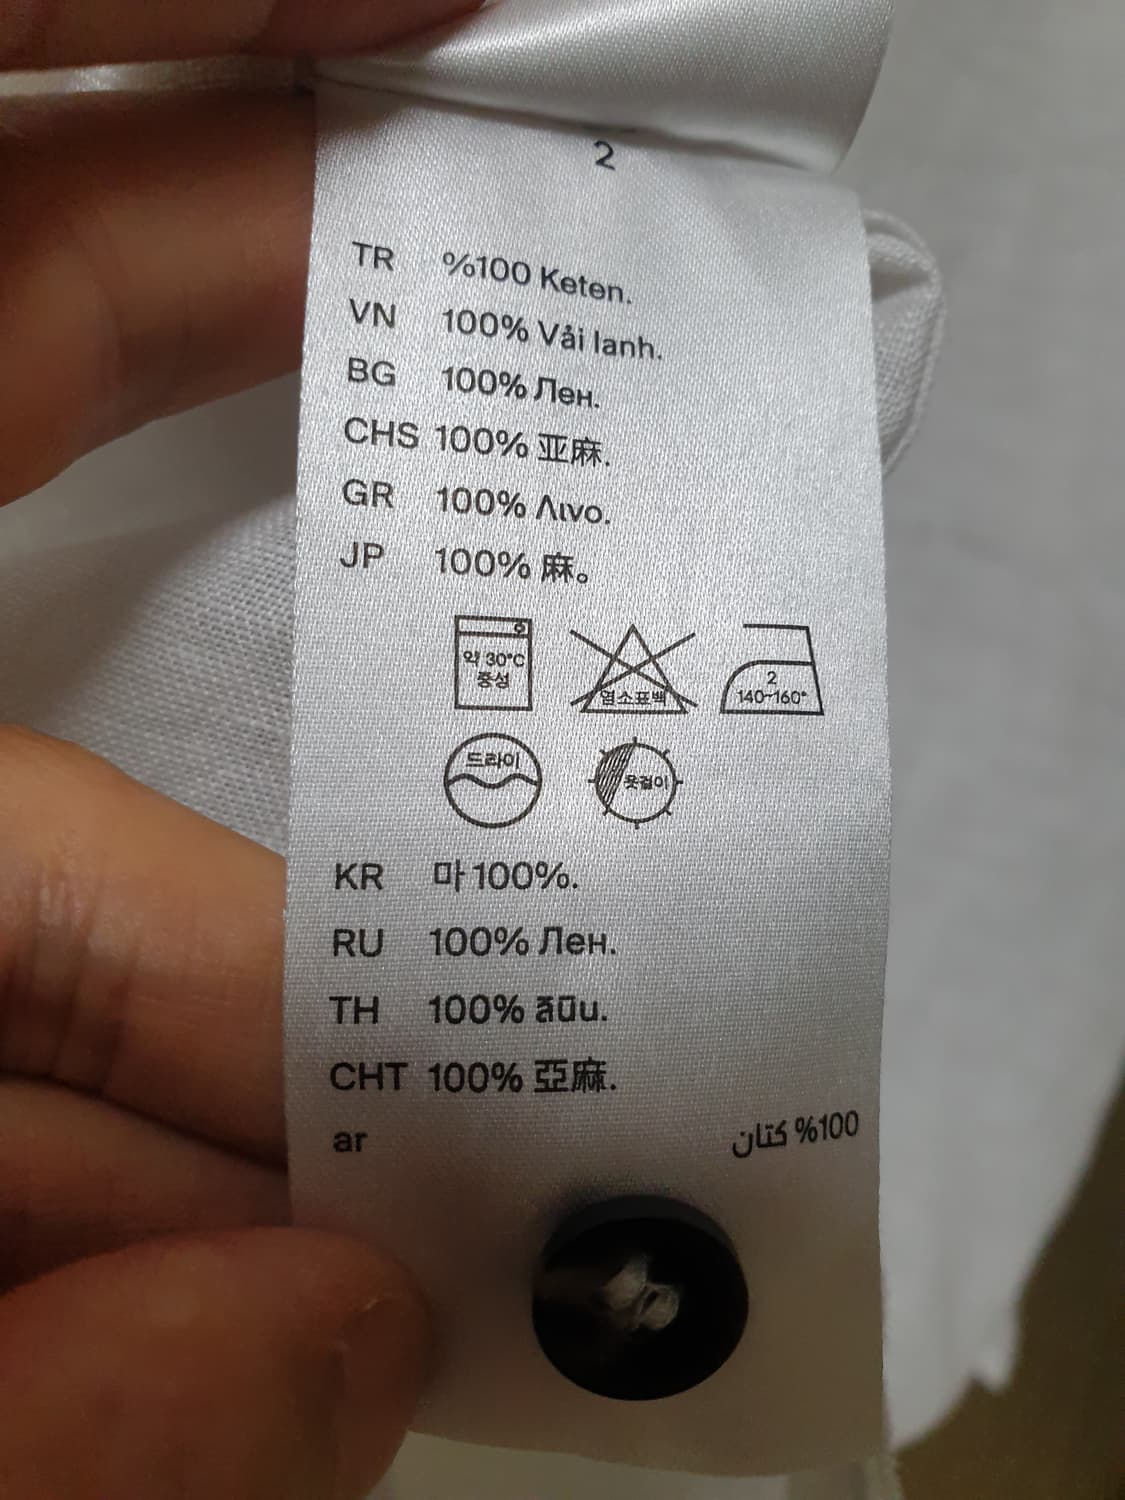 2
TR %100 Keten.
VN 100% Vải lanh.
BG 100% Лен.
CHS 100% 亚麻.
GR 100% Λινο.
JP 100% 麻。
약 30°C
중성
염소표백
2
140~160°
드라이
옷걸이
KR 마 100%.
RU 100% Лен.
TH 100% ลินิน.
CHT 100% 亞麻.
ar %100 كتان